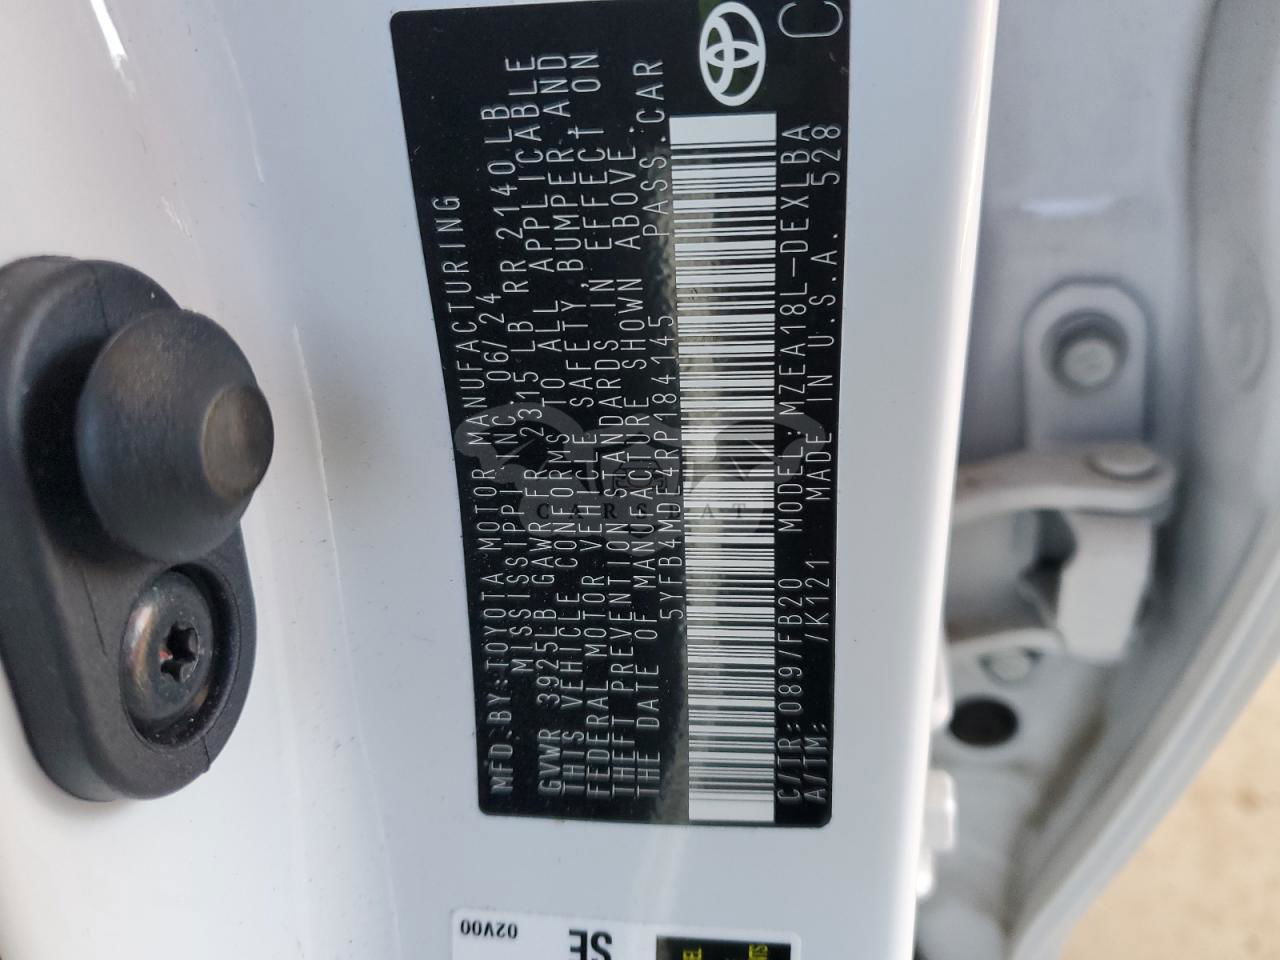 MFD.BY:TOYOTA MOTOR MANUFACTURING
MISSISSIPPI, INC. 06/24
GVWR 3925LB GAWR FR 2315 LB RR 2140LB
THIS VEHICLE CONFORMS TO ALL APPLICABLE
FEDERAL MOTOR VEHICLE SAFETY, BUMPER, AND
THEFT PREVENTION STANDARDS IN EFFECT ON
THE DATE OF MANUFACTURE SHOWN ABOVE.
5YFB4MDE4RP184145 PASS.CAR
C/TR:089/FB20 MODEL:MZEA18L-DEXLBA
A/TM: /K121 MADE IN U.S.A. 528
C
02V00
SE